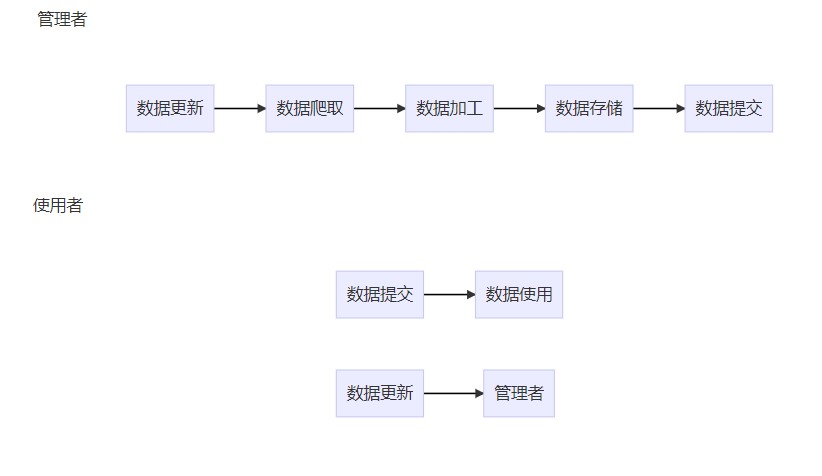 管理者
数据更新 数据爬取 数据加工 数据存储 数据提交
使用者
数据提交 数据使用
数据更新 管理者